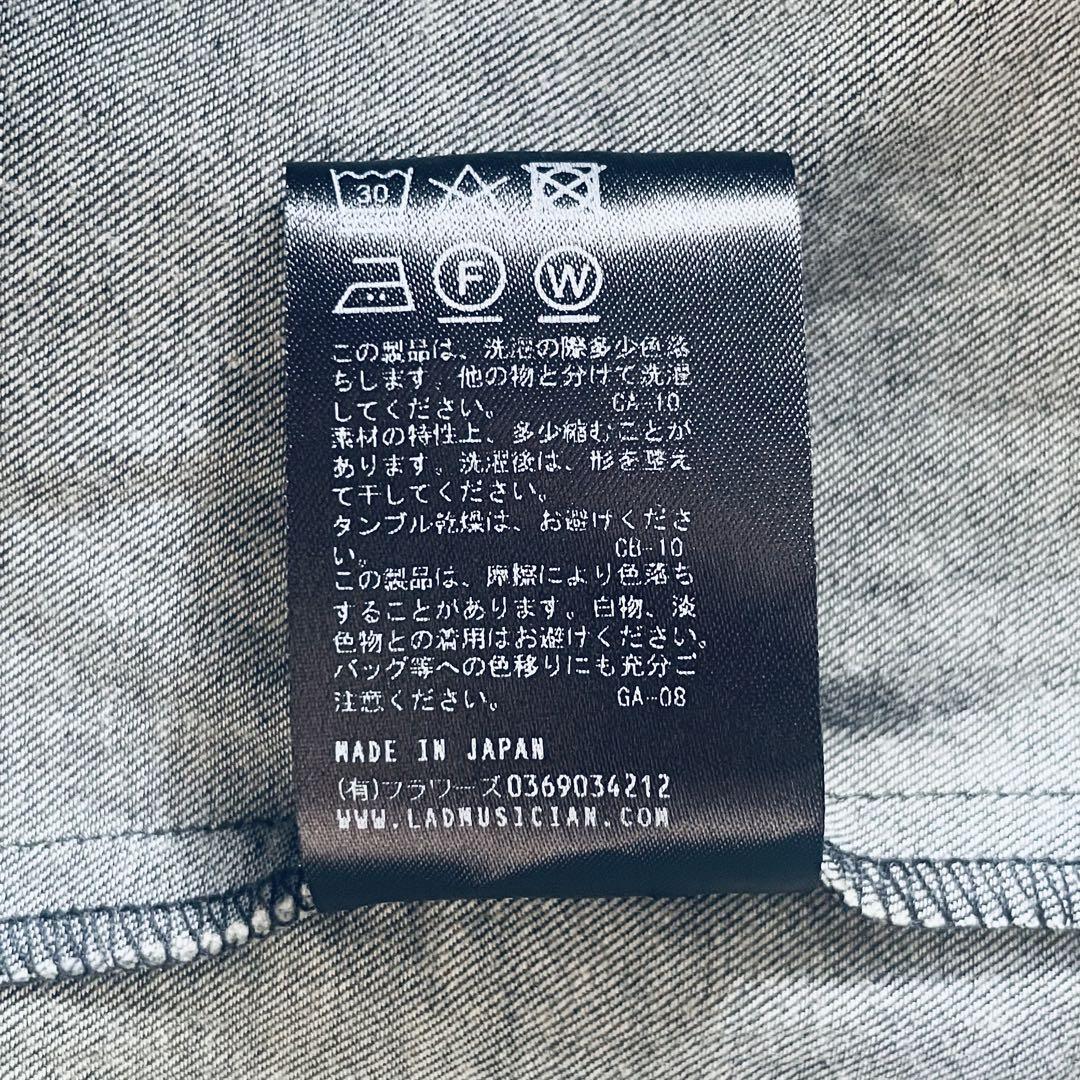 30
F W
この製品は、洗濯の際多少色落
ちします。他の物と分けて洗濯
してください。 GA-10
素材の特性上、多少縮むことが
あります。洗濯後は、形を整え
て干してください。
タンブル乾燥は、お避けくださ
い。 CB-10
この製品は、摩擦により色落ち
することがあります。白物、淡
色物との着用はお避けください。
バッグ等への色移りにも充分ご
注意ください。 GA-08
MADE IN JAPAN
(有)フラワーズ0369034212
WWW.LADMUSICIAN.COM